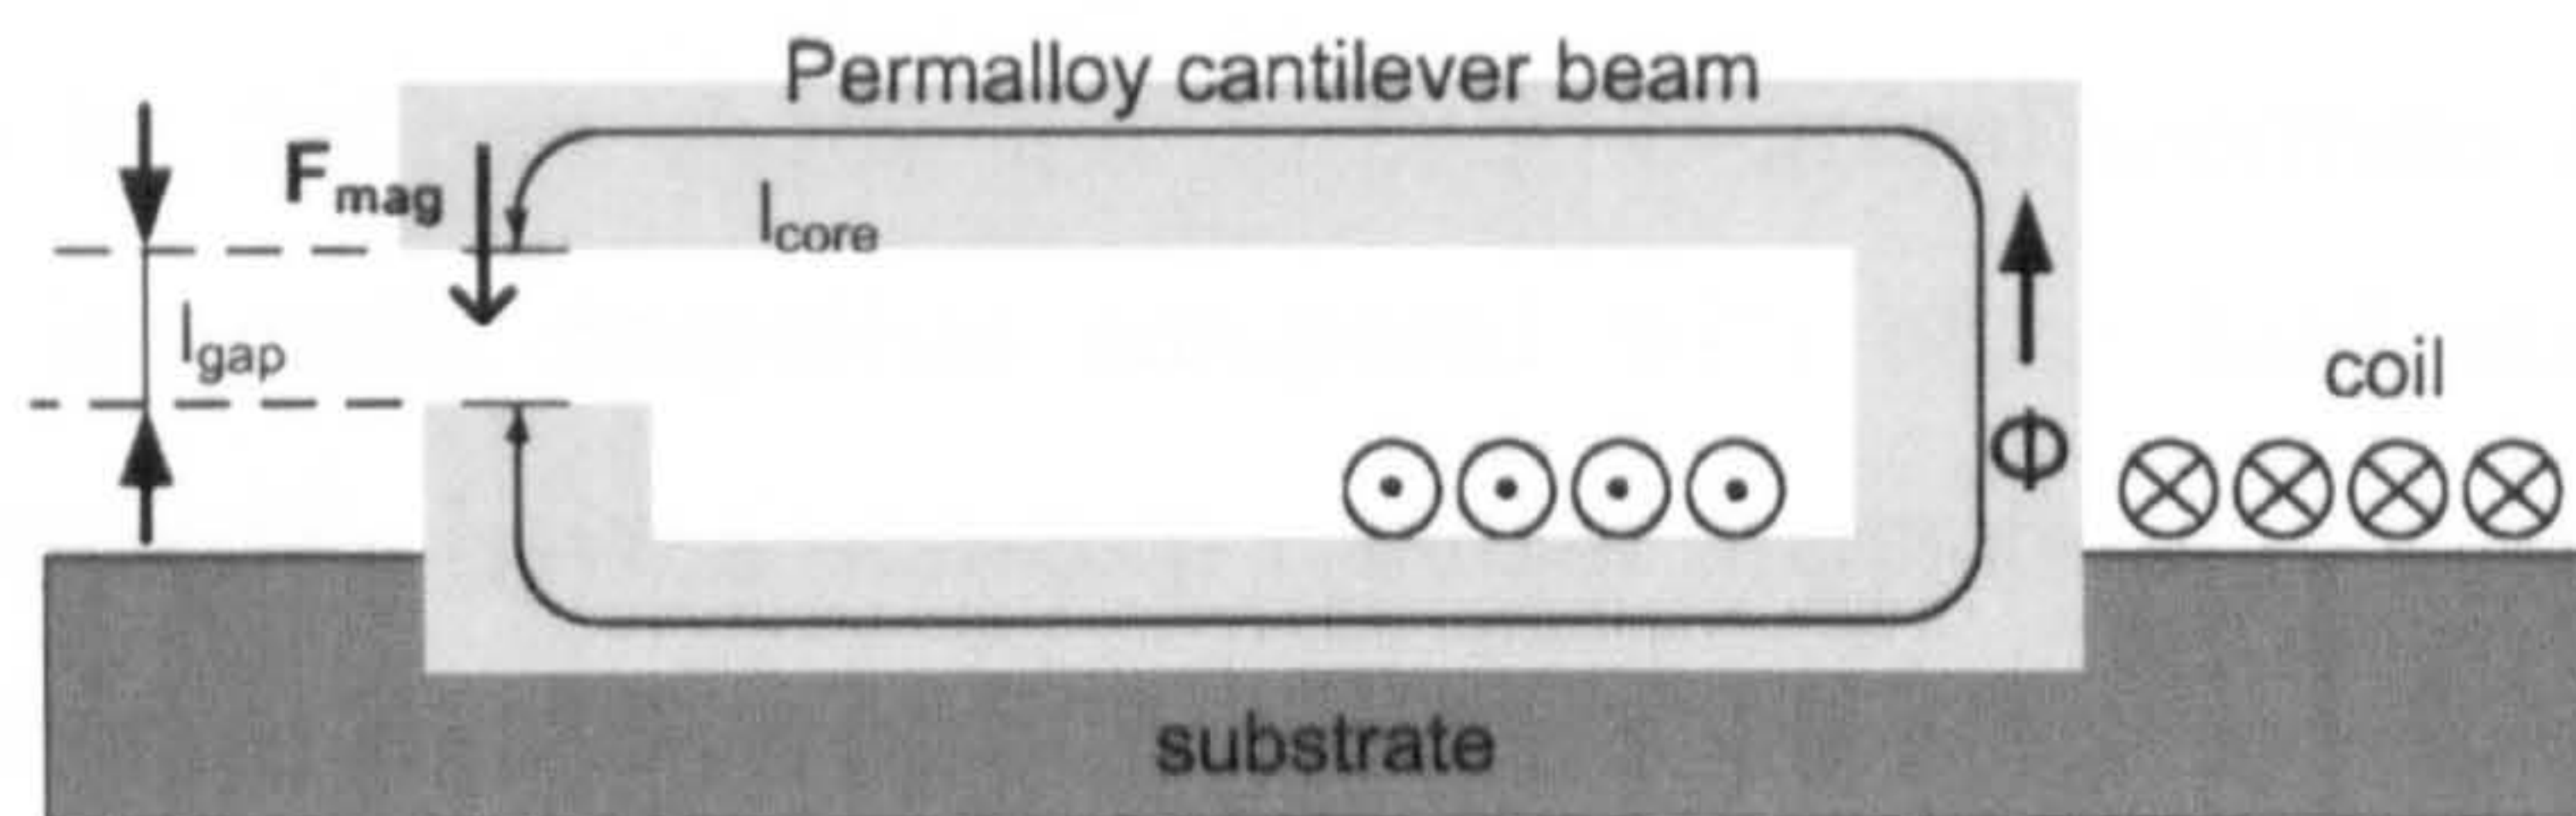 Permalloy cantilever beam
Fmag
lcore
lgap
coil
Φ
substrate